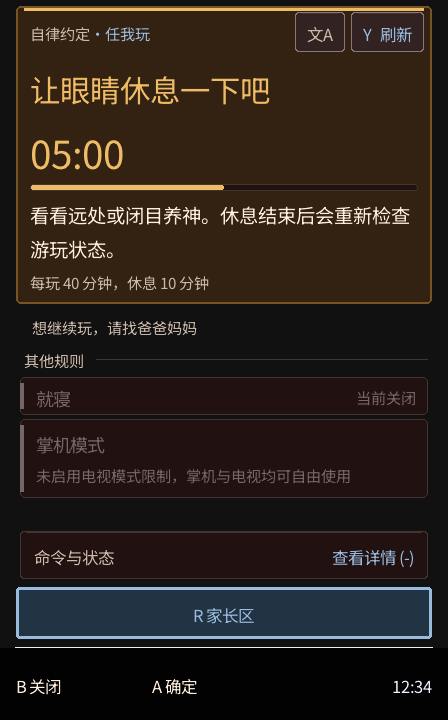 自律约定・任我玩
文A
Y 刷新
让眼睛休息一下吧
05:00
看看远处或闭目养神。休息结束后会重新检查
游玩状态。
每玩 40 分钟，休息 10 分钟
想继续玩，请找爸爸妈妈
其他规则
就寝 当前关闭
掌机模式
未启用电视模式限制，掌机与电视均可自由使用
命令与状态 查看详情 (-)
R 家长区
B 关闭 A 确定 12:34